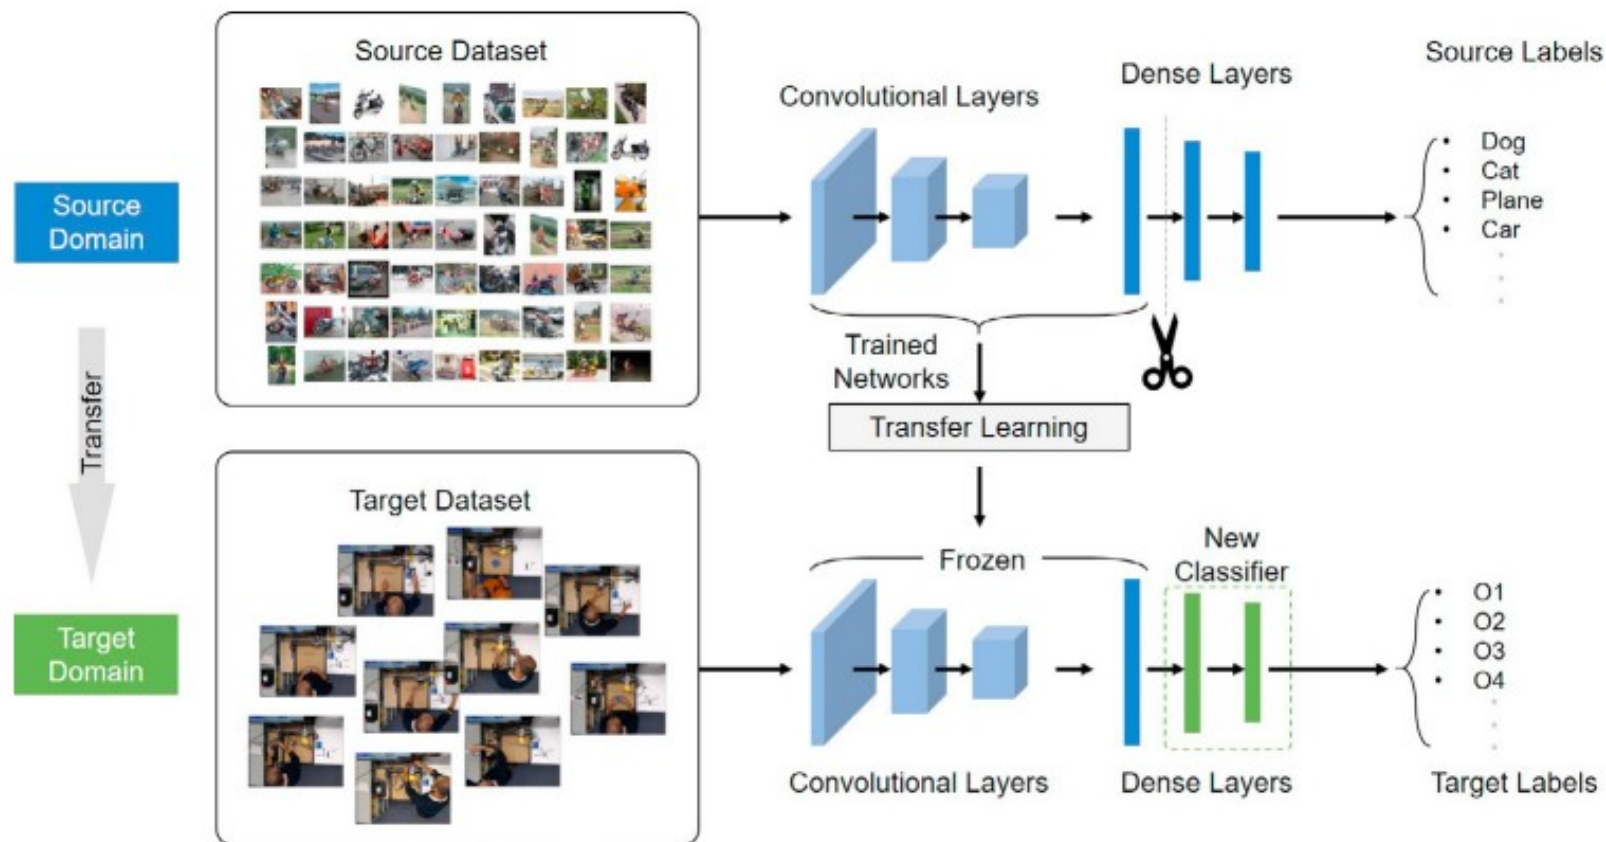 Source Dataset
Convolutional Layers
Dense Layers
Source Labels
Source
Domain
• Dog
• Cat
• Plane
• Car
Trained
Networks
Transfer Learning
Transfer
Target Dataset
Frozen
New
Classifier
Target
Domain
• O1
• O2
• O3
• O4
Convolutional Layers
Dense Layers
Target Labels